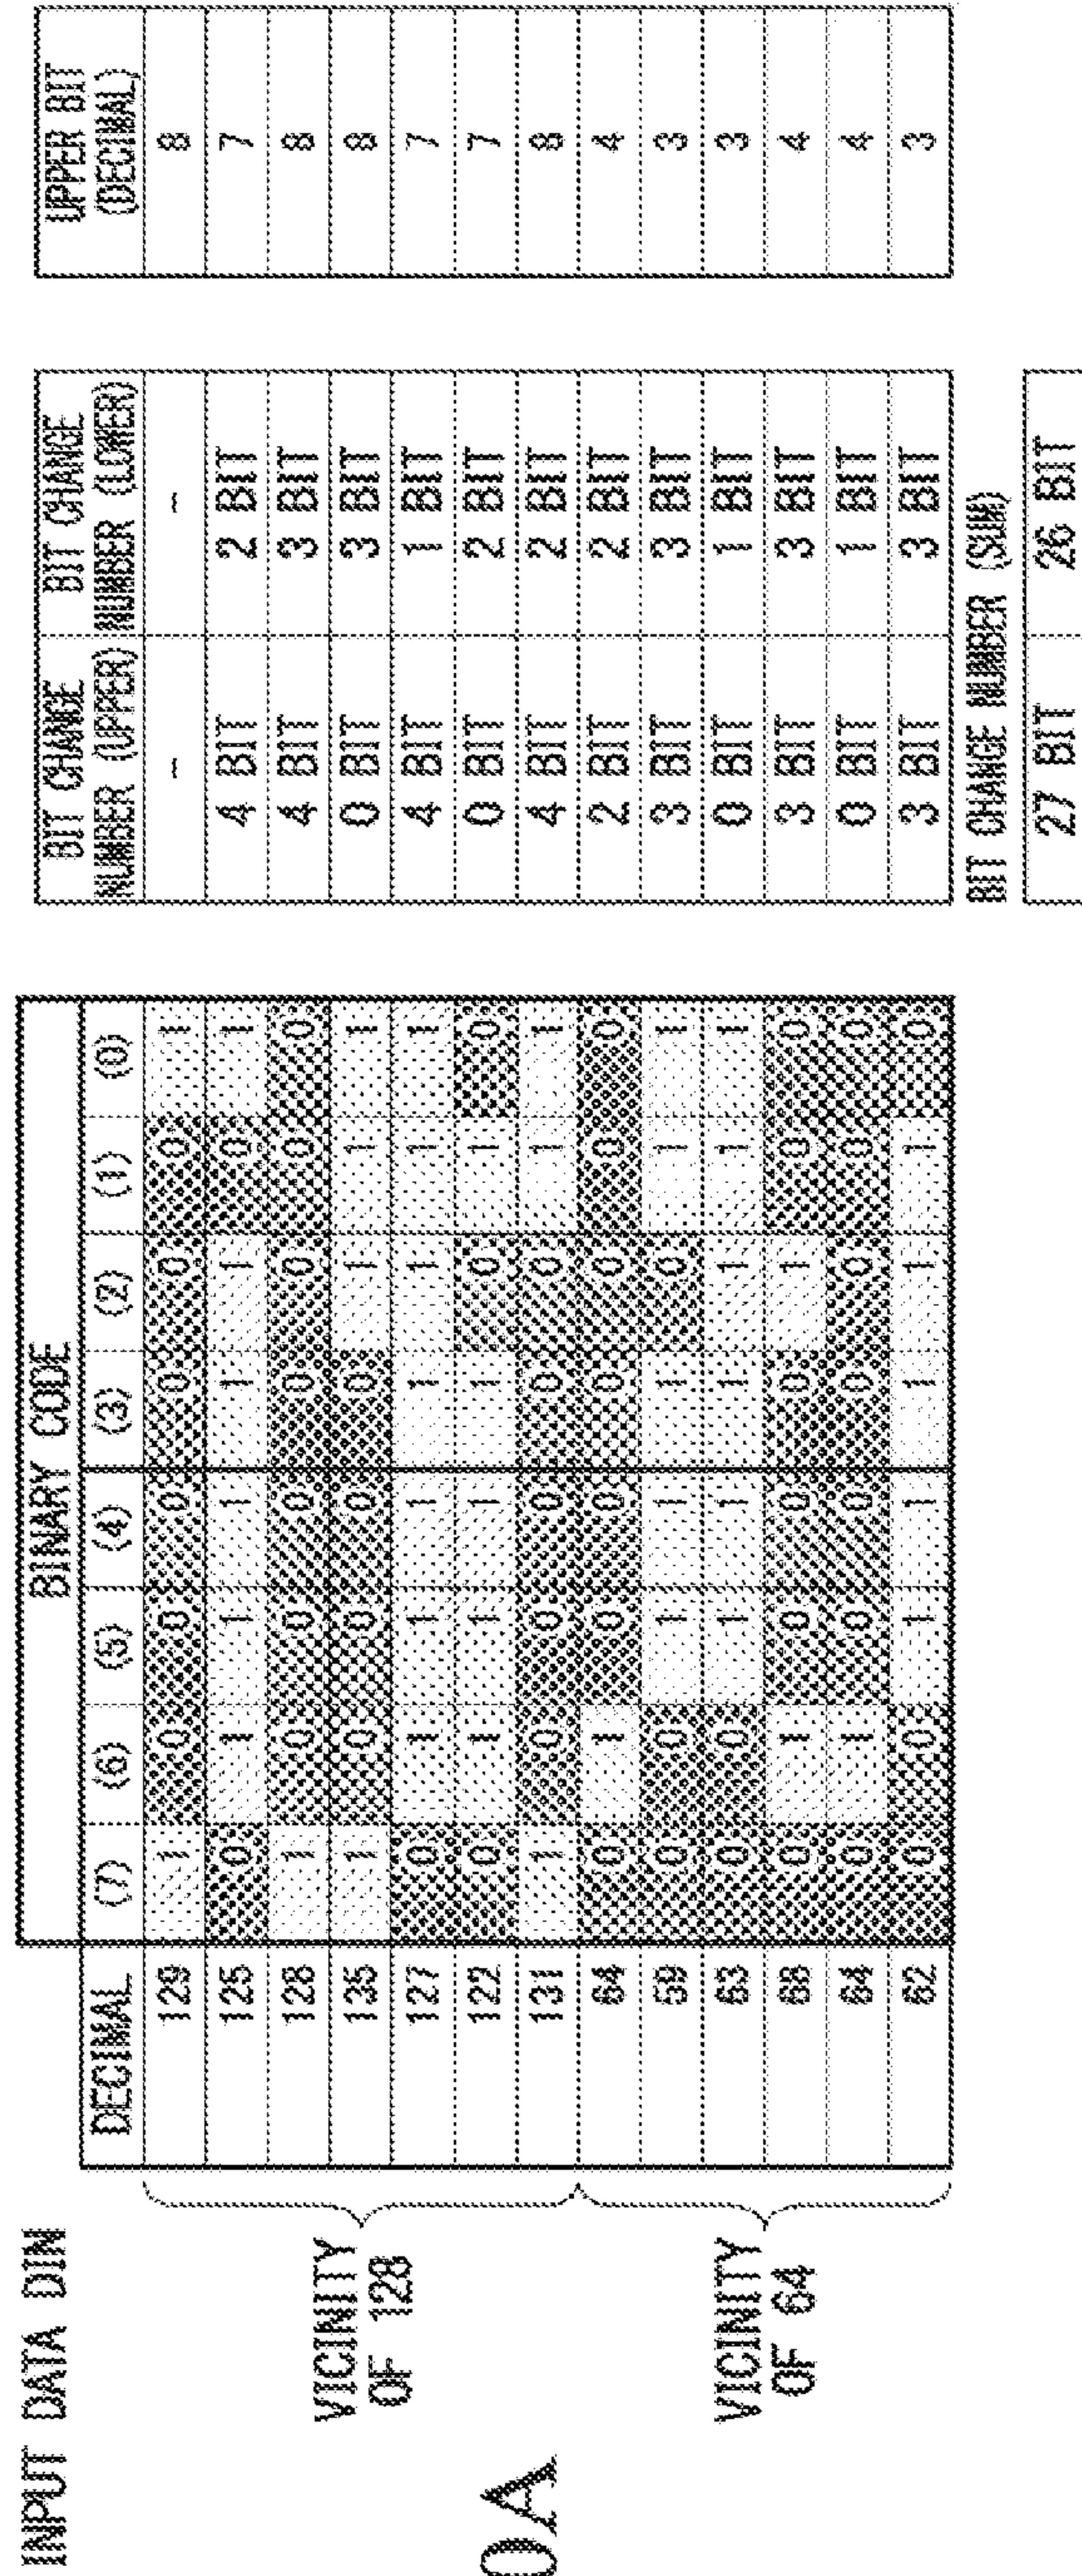 INPUT DATA DIN
BINARY CODE
DECIMAL (7) (6) (5) (4) (3) (2) (1) (0)
BIT CHANGE NUMBER (UPPER) BIT CHANGE NUMBER (LOWER)
UPPER BIT (DECIMAL)
129 1 0 0 0 0 0 0 1 - - 8
125 0 1 1 1 1 1 0 1 4 BIT 2 BIT 7
128 1 0 0 0 0 0 0 0 4 BIT 3 BIT 8
135 1 0 0 0 0 1 1 1 0 BIT 3 BIT 8
127 0 1 1 1 1 1 1 1 4 BIT 1 BIT 7
122 0 1 1 1 1 0 1 0 0 BIT 2 BIT 7
131 1 0 0 0 0 0 1 1 4 BIT 2 BIT 8
64 0 1 0 0 0 0 0 0 2 BIT 2 BIT 4
59 0 0 1 1 1 0 1 1 3 BIT 3 BIT 3
63 0 0 1 1 1 1 1 1 0 BIT 1 BIT 3
68 0 1 0 0 0 1 0 0 3 BIT 3 BIT 4
64 0 1 0 0 0 0 0 0 0 BIT 1 BIT 4
62 0 0 1 1 1 1 1 0 3 BIT 3 BIT 3
VICINITY
OF 128
VICINITY
OF 64
BIT CHANGE NUMBER (SUM)
27 BIT 26 BIT
0A